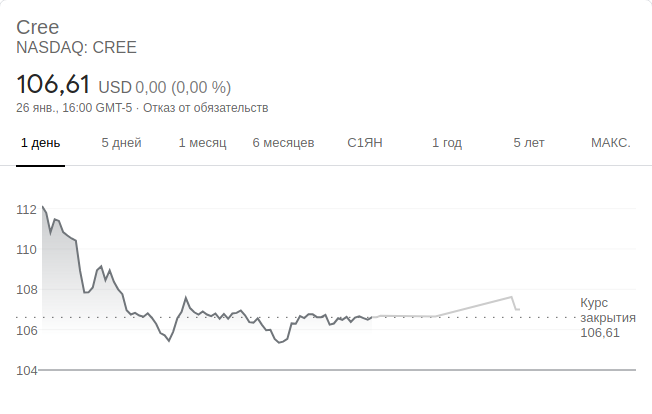 Cree
NASDAQ: CREE
106,61 USD 0,00 (0,00 %)
26 янв., 16:00 GMT-5 · Отказ от обязательств
1 день 5 дней 1 месяц 6 месяцев С1ЯН 1 год 5 лет МАКС.
112
110
108
Курс
закрытия
106,61
106
104